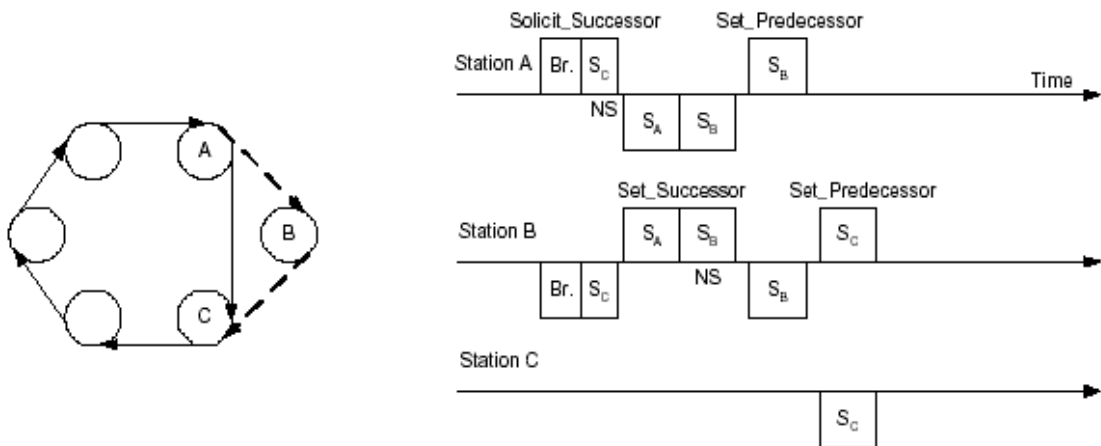 A
B
C
Solicit_Successor
Set_Predecessor
Station A
Br.
S_C
S_B
Time
NS
S_A
S_B
Set_Successor
Set_Predecessor
Station B
S_A
S_B
S_C
NS
Br.
S_C
S_B
Station C
S_C